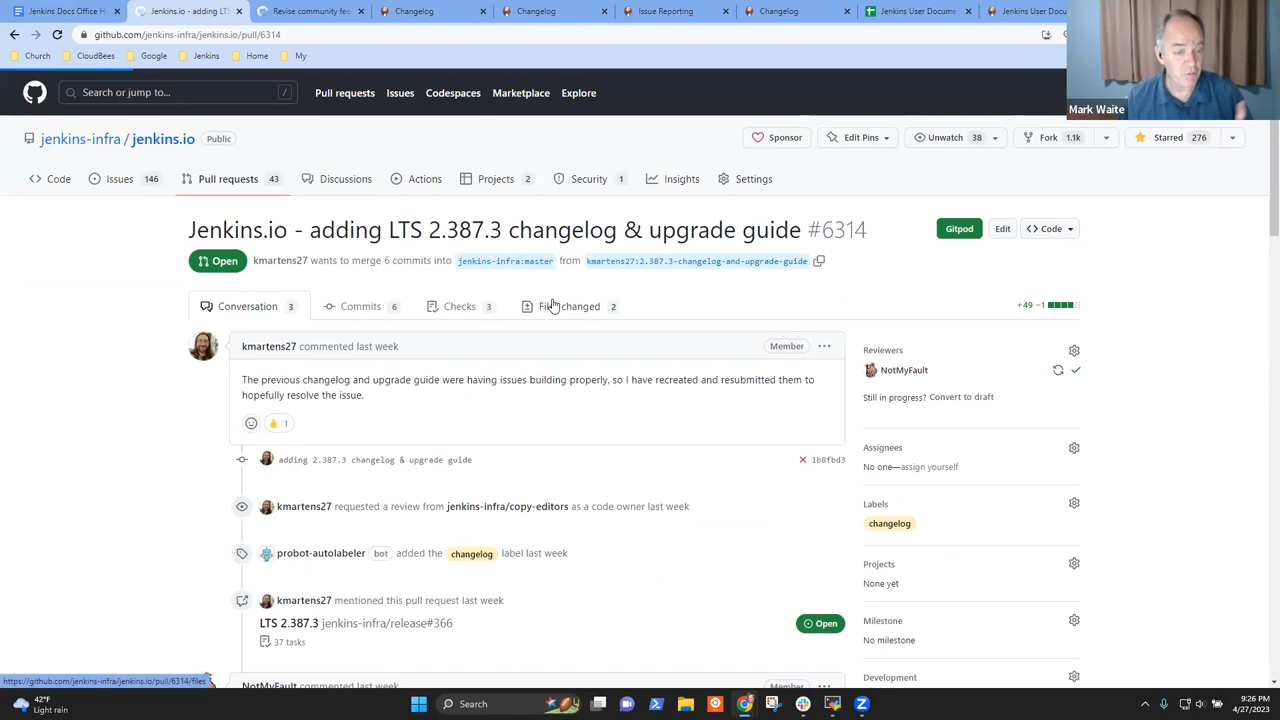 Jenkins Docs Office H
Jenkins.io - adding LTS
Revise community fee
Changelog
Changelog
Issue Reporting
Changelog
Jenkins User Documen
Jenkins User Docu
github.com/jenkins-infra/jenkins.io/pull/6314
Church
CloudBees
Google
Jenkins
Home
My
Mark Waite
Search or jump to...
/
Pull requests
Issues
Codespaces
Marketplace
Explore
jenkins-infra / jenkins.io
Public
Sponsor
Edit Pins
Unwatch 38
Fork 1.1k
Starred 276
Code
Issues 146
Pull requests 43
Discussions
Actions
Projects 2
Security 1
Insights
Settings
Jenkins.io - adding LTS 2.387.3 changelog & upgrade guide #6314
Gitpod
Edit
<> Code
Open
kmartens27 wants to merge 6 commits into jenkins-infra:master from kmartens27:2.387.3-changelog-and-upgrade-guide
Conversation 3
Commits 6
Checks 3
Files changed 2
+49 −1
kmartens27 commented last week
Member
The previous changelog and upgrade guide were having issues building properly, so I have recreated and resubmitted them to
hopefully resolve the issue.
1
adding 2.387.3 changelog & upgrade guide
1b8fbd3
kmartens27 requested a review from jenkins-infra/copy-editors as a code owner last week
probot-autolabeler bot added the changelog label last week
kmartens27 mentioned this pull request last week
LTS 2.387.3 jenkins-infra/release#366
Open
37 tasks
NotMyFault commented last week
Member
Reviewers
NotMyFault
Still in progress? Convert to draft
Assignees
No one—assign yourself
Labels
changelog
Projects
None yet
Milestone
No milestone
Development
https://github.com/jenkins-infra/jenkins.io/pull/6314/files
42°F
Light rain
Search
9:26 PM
4/27/2023